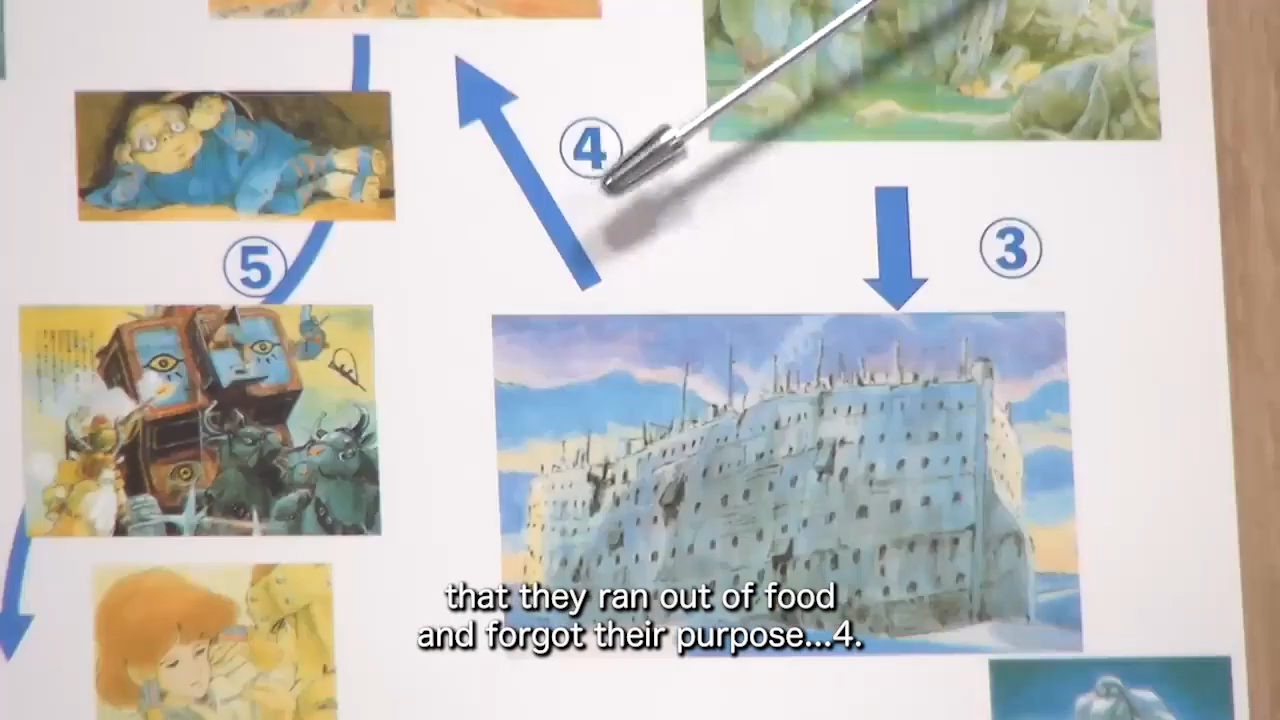 ④
③
⑤
that they ran out of food
and forgot their purpose...4.